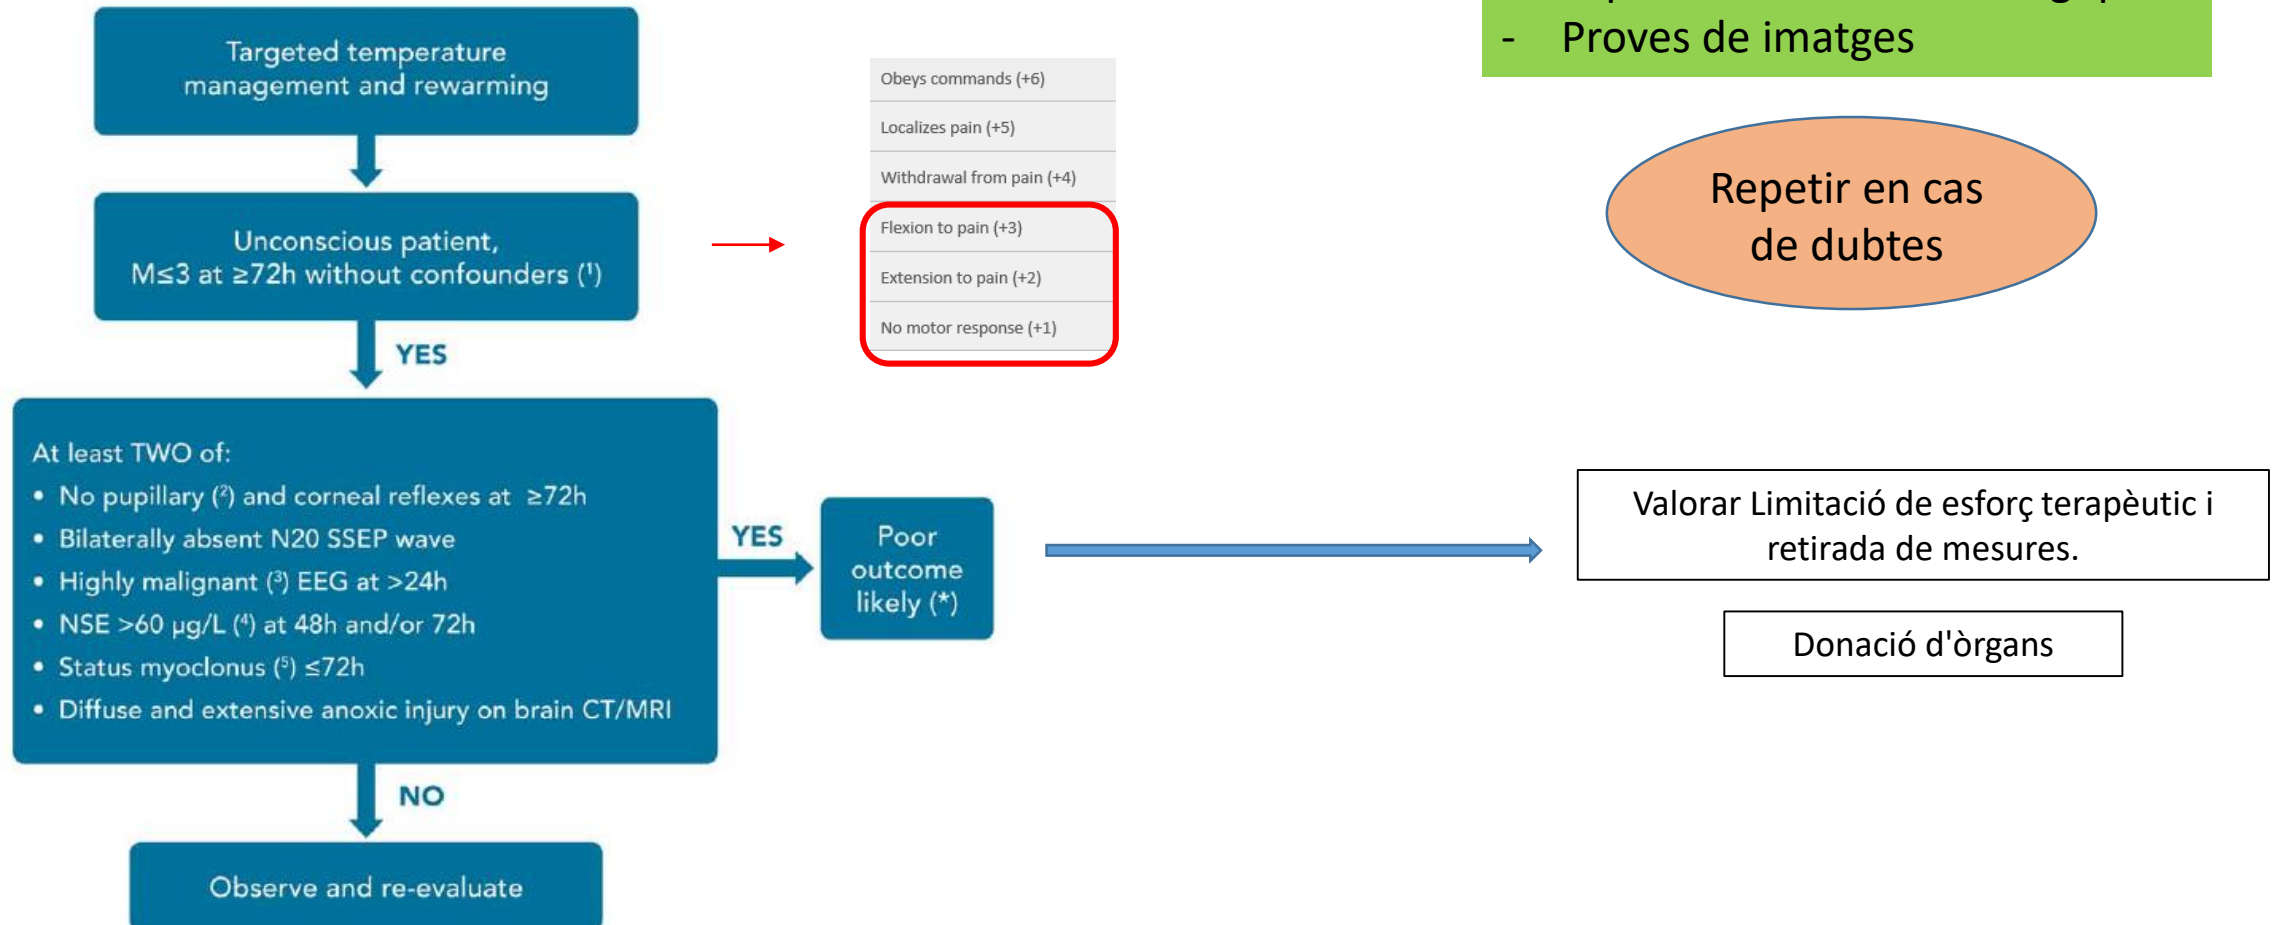 Targeted temperature
management and rewarming
Unconscious patient,
M≤3 at ≥72h without confounders (¹)
YES
At least TWO of:
• No pupillary (²) and corneal reflexes at ≥72h
• Bilaterally absent N20 SSEP wave
• Highly malignant (³) EEG at >24h
• NSE >60 µg/L (⁴) at 48h and/or 72h
• Status myoclonus (⁵) ≤72h
• Diffuse and extensive anoxic injury on brain CT/MRI
YES
Poor
outcome
likely (*)
NO
Observe and re-evaluate
Obeys commands (+6)
Localizes pain (+5)
Withdrawal from pain (+4)
Flexion to pain (+3)
Extension to pain (+2)
No motor response (+1)
- Proves de imatges
Repetir en cas
de dubtes
Valorar Limitació de esforç terapèutic i
retirada de mesures.
Donació d'òrgans